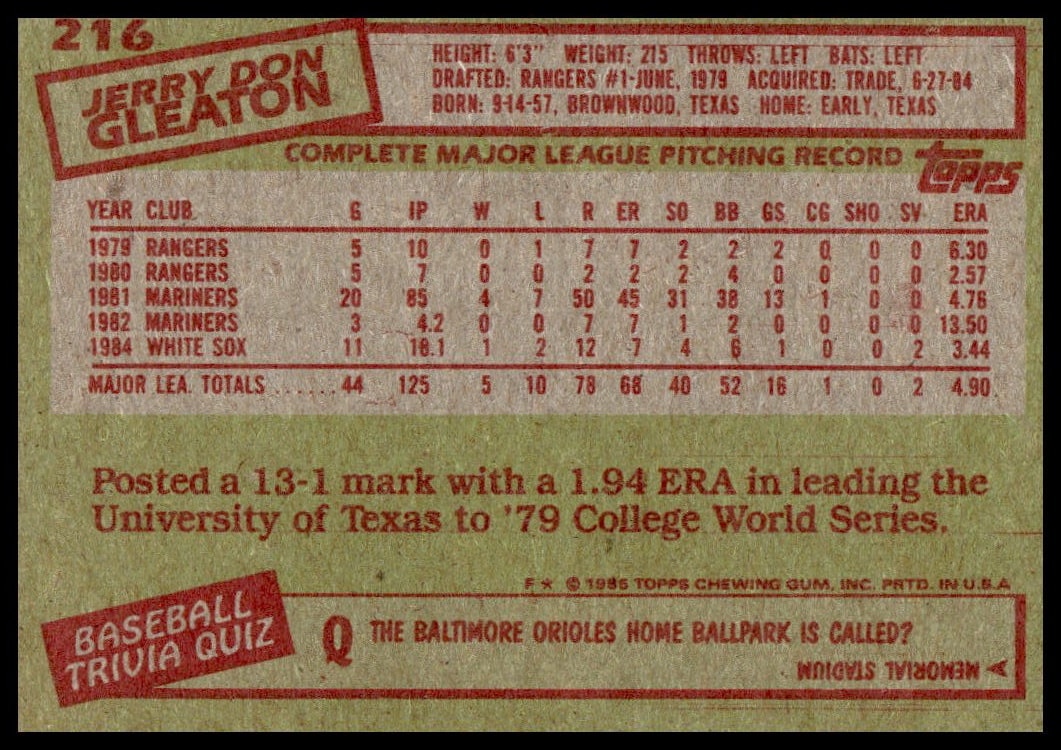 216
JERRY DON
GLEATON
HEIGHT: 6'3" WEIGHT: 215 THROWS: LEFT BATS: LEFT
DRAFTED: RANGERS #1-JUNE, 1979 ACQUIRED: TRADE, 6-27-84
BORN: 9-14-57, BROWNWOOD, TEXAS HOME: EARLY, TEXAS
COMPLETE MAJOR LEAGUE PITCHING RECORD
topps
YEAR CLUB G IP W L R ER SO BB GS CG SHO SV ERA
1979 RANGERS 5 10 0 1 7 7 2 2 2 0 0 0 6.30
1980 RANGERS 5 7 0 0 2 2 2 4 0 0 0 0 2.57
1981 MARINERS 20 85 4 7 50 45 31 38 13 1 0 0 4.76
1982 MARINERS 3 4.2 0 0 7 7 1 2 0 0 0 0 13.50
1984 WHITE SOX 11 18.1 1 2 12 7 4 6 1 0 0 2 3.44
MAJOR LEA. TOTALS ...... 44 125 5 10 78 68 40 52 16 1 0 2 4.90
Posted a 13-1 mark with a 1.94 ERA in leading the
University of Texas to '79 College World Series.
F ★ © 1985 TOPPS CHEWING GUM, INC. PRTD. IN U.S.A
BASEBALL
TRIVIA QUIZ
Q THE BALTIMORE ORIOLES HOME BALLPARK IS CALLED?
A MEMORIAL STADIUM